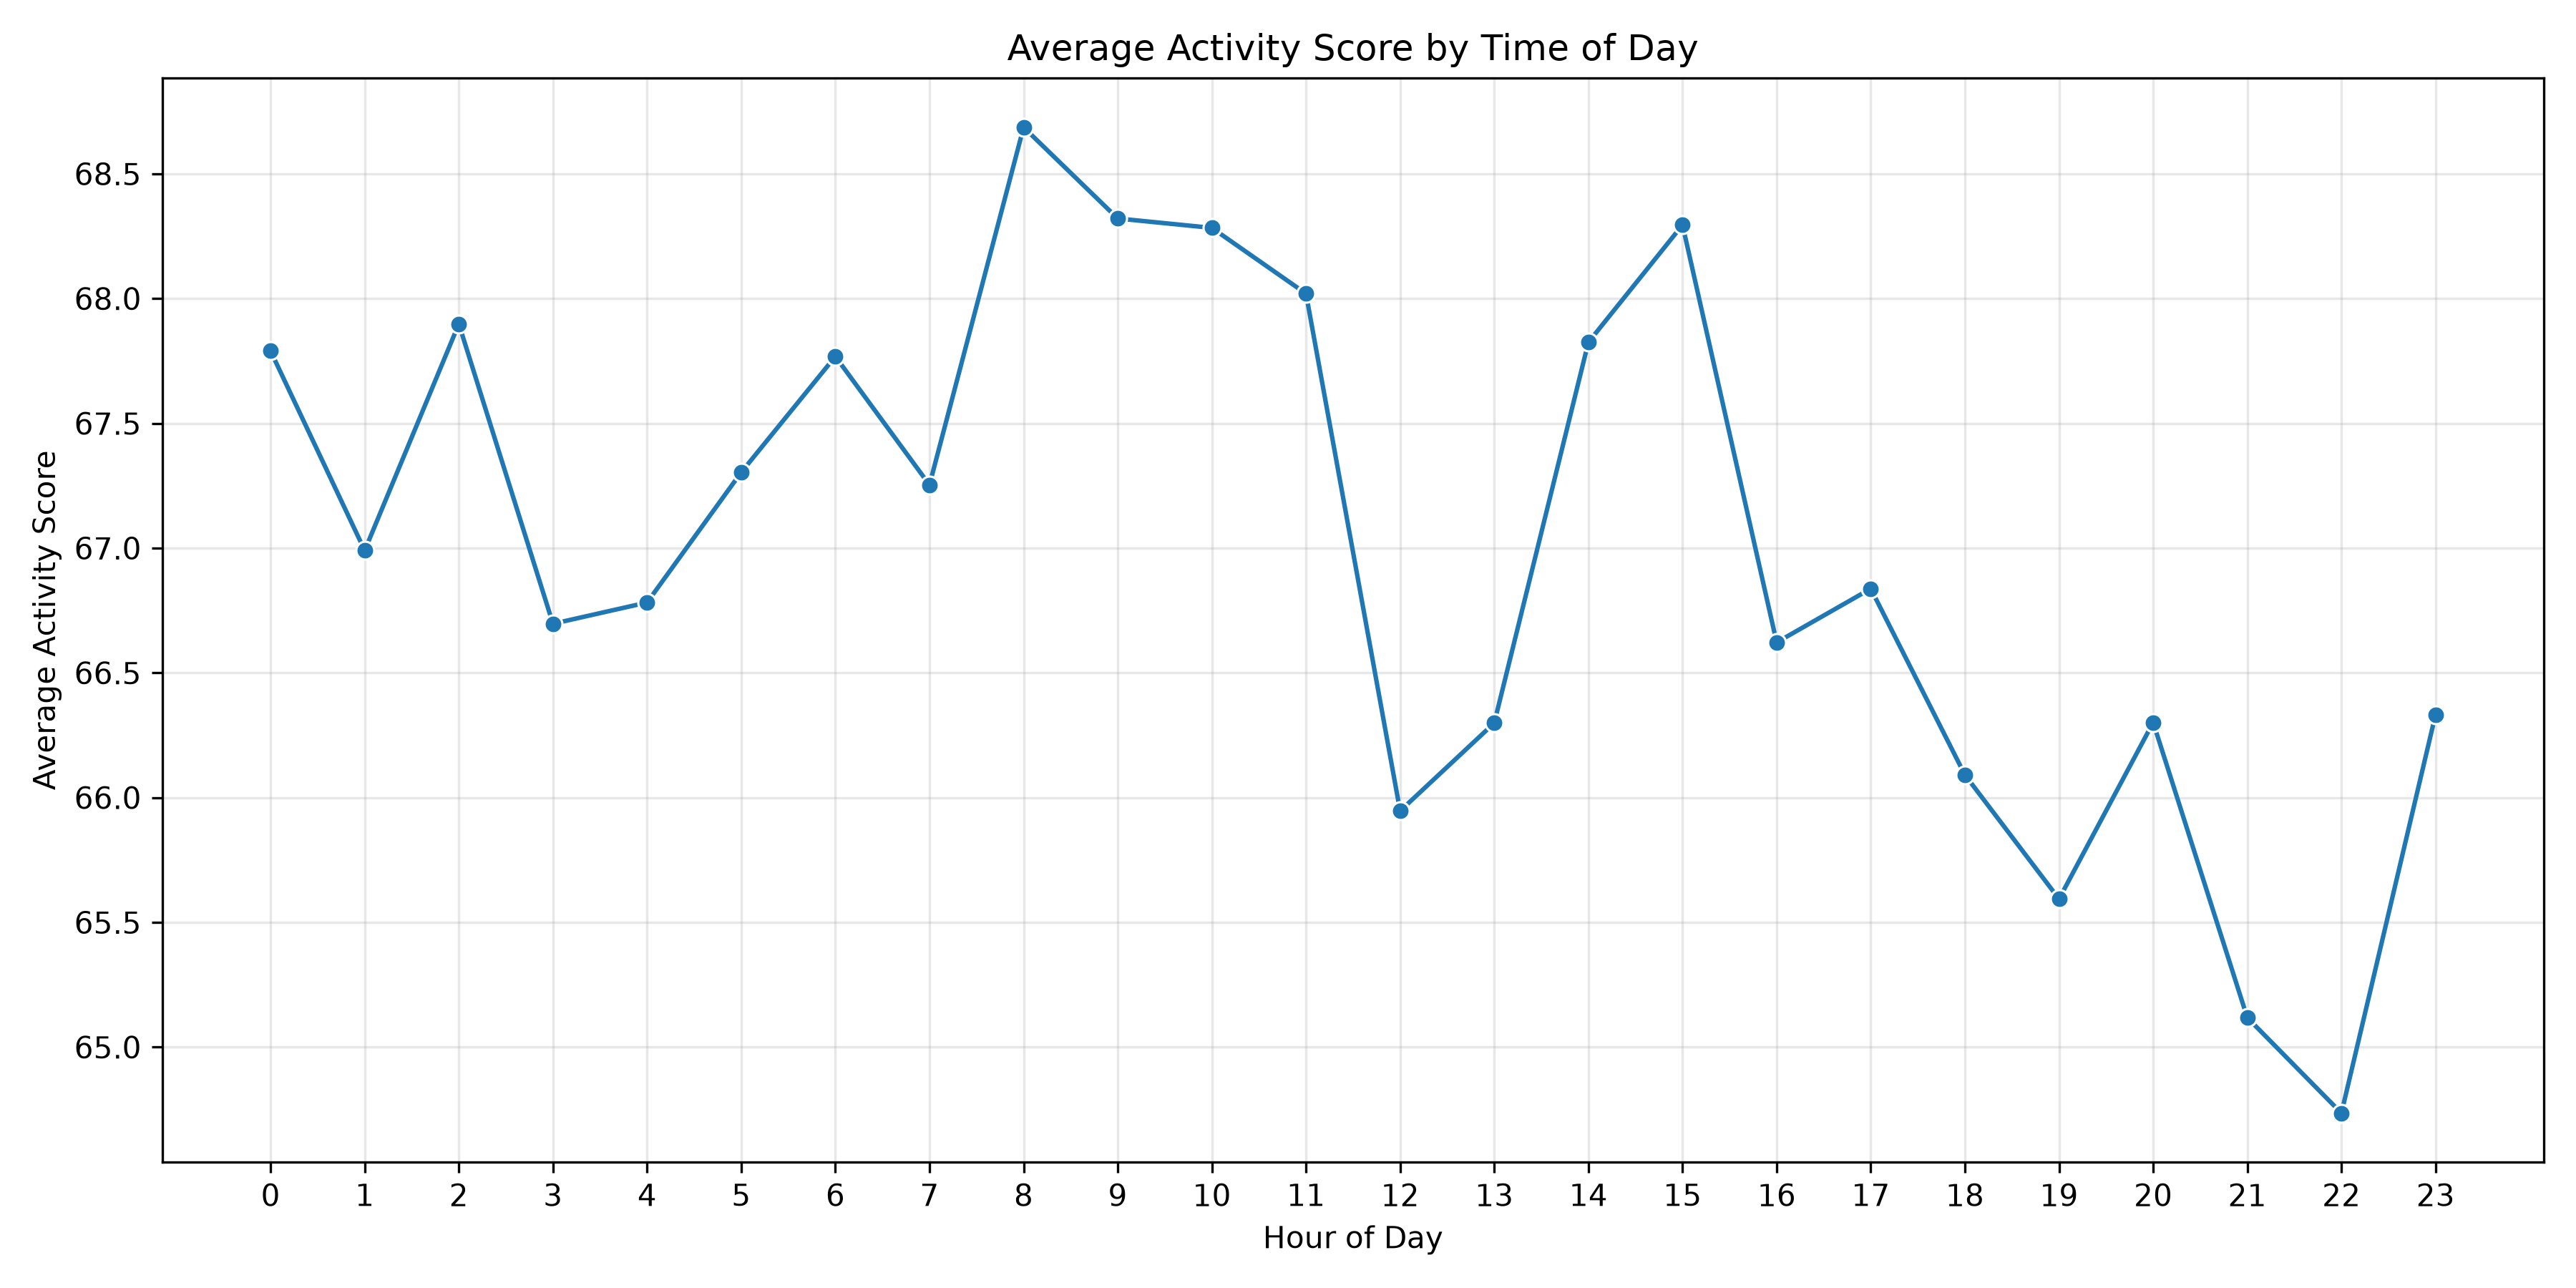 Average Activity Score by Time of Day
Average Activity Score
68.5
68.0
67.5
67.0
66.5
66.0
65.5
65.0
0 1 2 3 4 5 6 7 8 9 10 11 12 13 14 15 16 17 18 19 20 21 22 23
Hour of Day